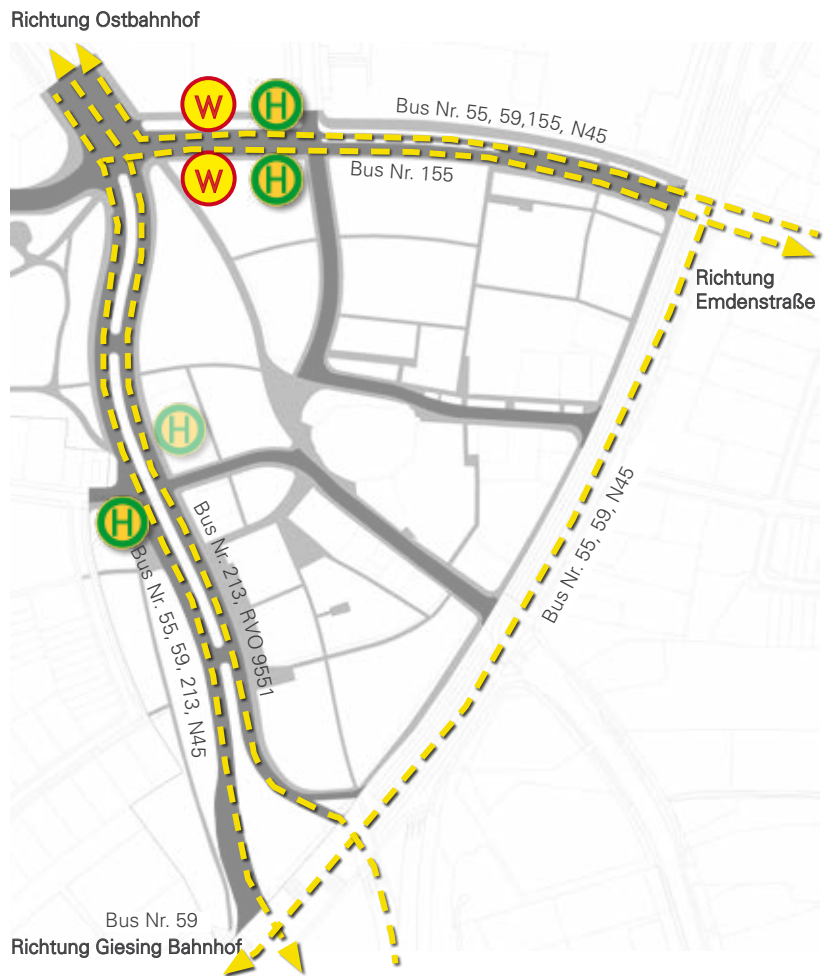 Richtung Ostbahnhof
W
H
Bus Nr. 55, 59,155, N45
W
H
Bus Nr. 155
Richtung
Emdenstraße
H
H
Bus Nr. 213, RVO 9551
Bus Nr. 55, 59, 213, N45
Bus Nr. 55, 59, N45
Bus Nr. 59
Richtung Giesing Bahnhof